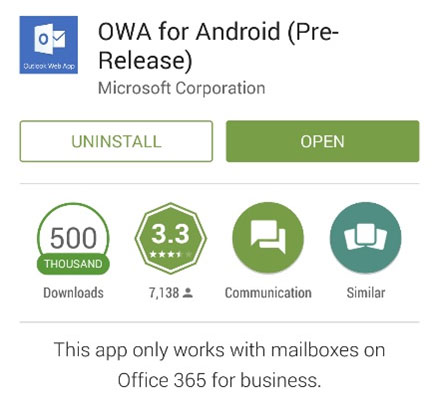 OWA for Android (Pre-
Release)
Microsoft Corporation
Outlook Web App
UNINSTALL
OPEN
500
THOUSAND
3.3
Downloads
7,138
Communication
Similar
This app only works with mailboxes on
Office 365 for business.